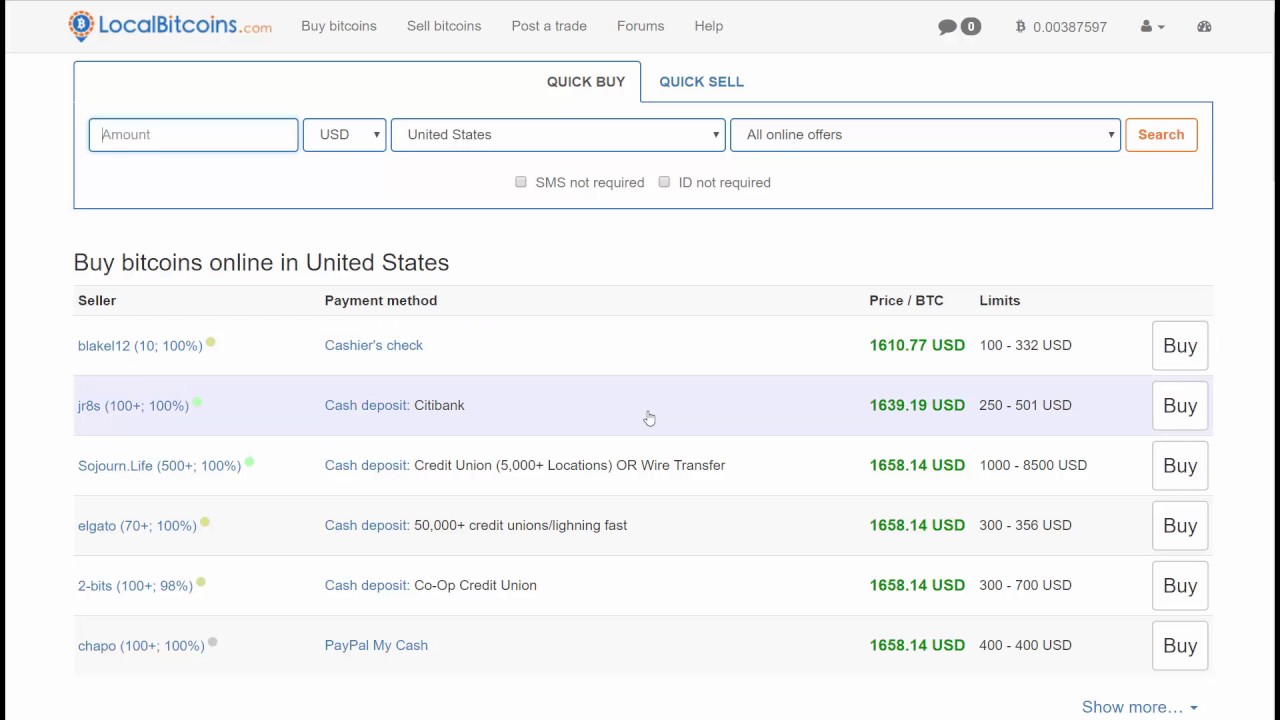 LocalBitcoins.com Buy bitcoins Sell bitcoins Post a trade Forums Help 0 0.00387597
QUICK BUY QUICK SELL
Amount USD United States All online offers Search
SMS not required ID not required
Buy bitcoins online in United States
Seller Payment method Price / BTC Limits
blakel12 (10; 100%) Cashier's check 1610.77 USD 100 - 332 USD Buy
jr8s (100+; 100%) Cash deposit: Citibank 1639.19 USD 250 - 501 USD Buy
Sojourn.Life (500+; 100%) Cash deposit: Credit Union (5,000+ Locations) OR Wire Transfer 1658.14 USD 1000 - 8500 USD Buy
elgato (70+; 100%) Cash deposit: 50,000+ credit unions/lighning fast 1658.14 USD 300 - 356 USD Buy
2-bits (100+; 98%) Cash deposit: Co-Op Credit Union 1658.14 USD 300 - 700 USD Buy
chapo (100+; 100%) PayPal My Cash 1658.14 USD 400 - 400 USD Buy
Show more...